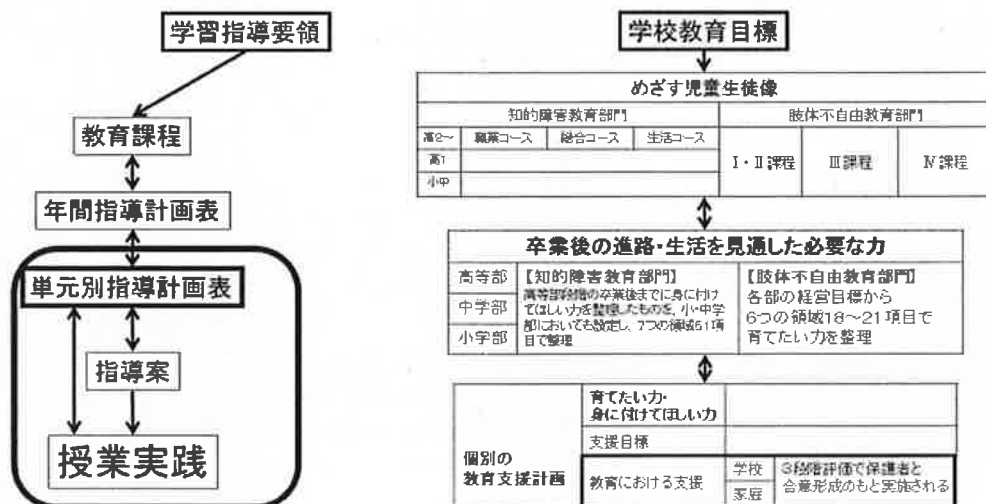 学習指導要領
教育課程
年間指導計画表
単元別指導計画表
指導案
授業実践
学校教育目標
めざす児童生徒像
知的障害教育部門
肢体不自由教育部門
高2～ 職業コース 総合コース 生活コース
高1
小中
Ⅰ・Ⅱ課程 Ⅲ課程 Ⅳ課程
卒業後の進路・生活を見通した必要な力
高等部
中学部
小学部
【知的障害教育部門】
高等部段階の卒業後までに身に付け
てほしい力を整理したものを、小・中学
部においても設定し、7つの領域61項
目で整理
【肢体不自由教育部門】
各部の経営目標から
6つの領域18～21項目で
育てたい力を整理
個別の
教育支援計画
育てたい力・
身に付けてほしい力
支援目標
教育における支援
学校
家庭
3段階評価で保護者と
合意形成のもと実施される